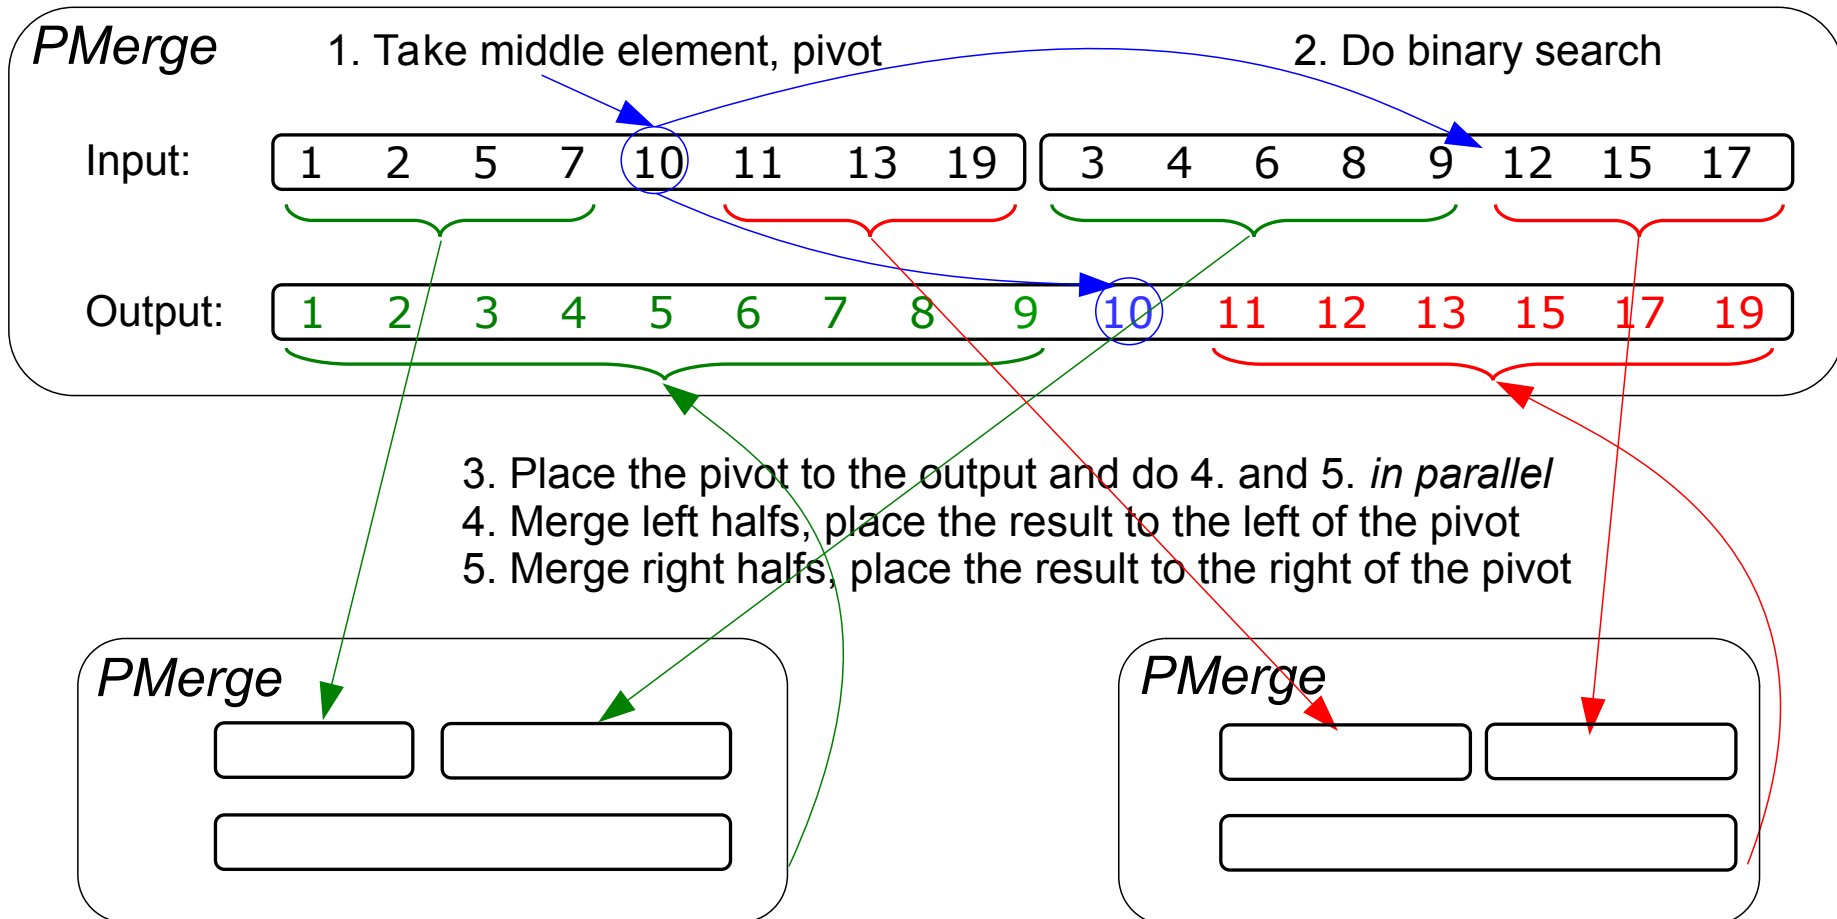 PMerge 1. Take middle element, pivot 2. Do binary search
Input: 1 2 5 7 10 11 13 19 3 4 6 8 9 12 15 17
Output: 1 2 3 4 5 6 7 8 9 10 11 12 13 15 17 19
3. Place the pivot to the output and do 4. and 5. in parallel
4. Merge left halfs, place the result to the left of the pivot
5. Merge right halfs, place the result to the right of the pivot
PMerge PMerge